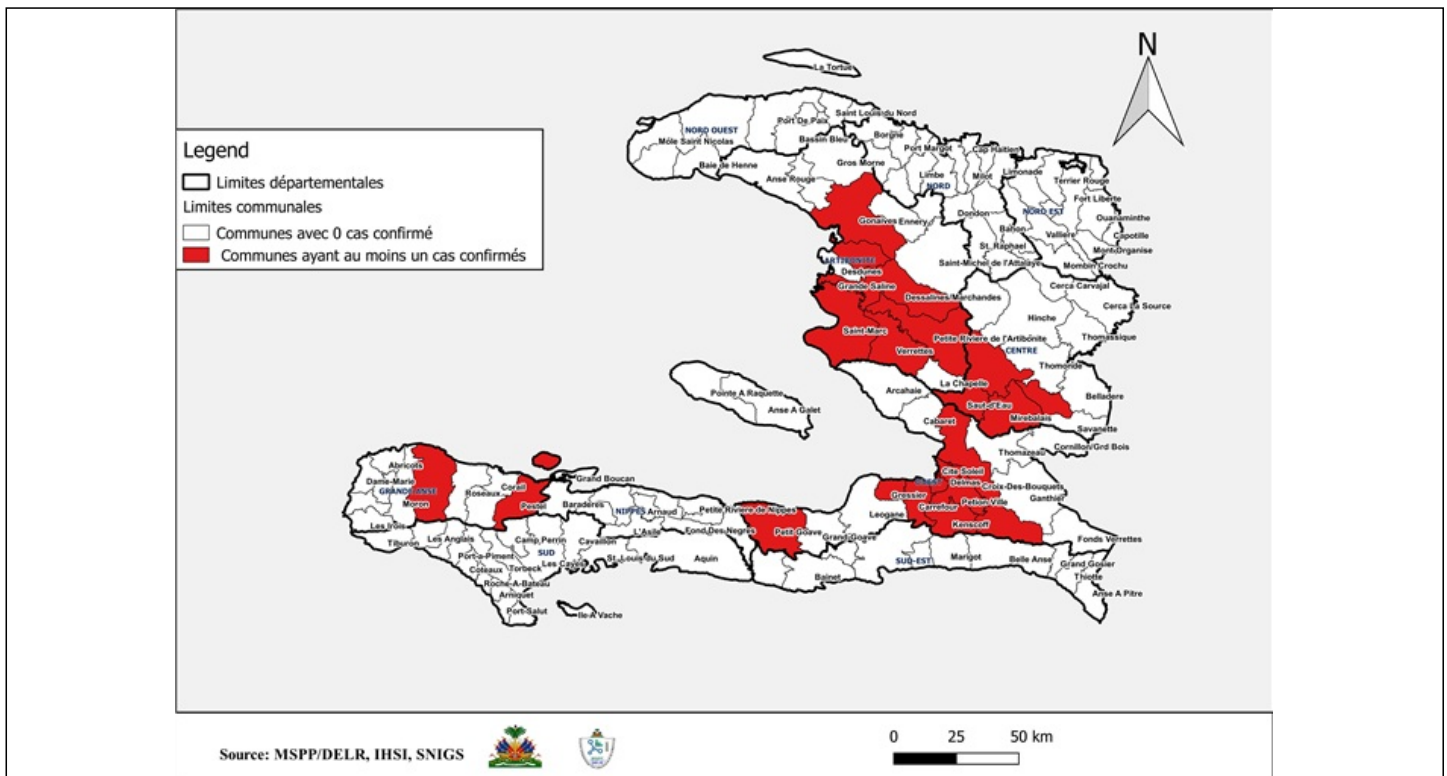 N
La Tortue
Saint Louis du Nord
Port De Paix
NORD OUEST
Môle Saint Nicolas
Bassin Bleu
Borgne
Port Margot
Cap Haitien
Baie de Henne
Gros Morne
Limbe
Milot
Limonade
Terrier Rouge
Anse Rouge
NORD
Fort Liberte
Legend
Limites départementales
Limites communales
Communes avec 0 cas confirmé
Communes ayant au moins un cas confirmés
Gonaives
Ennery
Dondon
NORD EST
Ouanaminthe
Bahon
Valliere
Capotille
St. Raphael
Mont-Organise
ARTIBONITE
Saint-Michel de l'Attalaye
Mombin Crochu
Desdunes
Grande Saline
Cerca Carvajal
Dessalines/Marchandes
Cerca La Source
Hinche
Saint-Marc
Petite Riviere de l'Artibonite
Thomassique
Verrettes
CENTRE
Thomonde
La Chapelle
Arcahaie
Belladere
Pointe A Raquette
Saut-d'Eau
Anse A Galet
Mirebalais
Cabaret
Savanette
Cornillon/Grd Bois
Thomazeau
Abricots
Cite Soleil
Grand Boucan
Dame-Marie
Corail
Delmas
Croix-Des-Bouquets
GRANDE ANSE
Roseaux
Gressier
Ganthier
Moron
Pestel
Baraderes
Petite Riviere de Nippes
Carrefour
Petion-Ville
NIPPES
Arnaud
Leogane
Les Irois
Kenscoff
L'Asile
Fond Des Negres
Petit Goave
Grand-Goave
Tiburon
Les Anglais
Camp Perrin
Cavaillon
Fonds Verrettes
Port-a-Piment
SUD
Les Cayes
St. Louis du Sud
Aquin
SUD-EST
Marigot
Belle Anse
Grand Gosier
Coteaux
Torbeck
Roche-A-Bateau
Bainet
Thiotte
Arniquet
Anse A Pitre
Port-Salut
Ile A Vache
Source: MSPP/DELR, IHSI, SNIGS
0 25 50 km